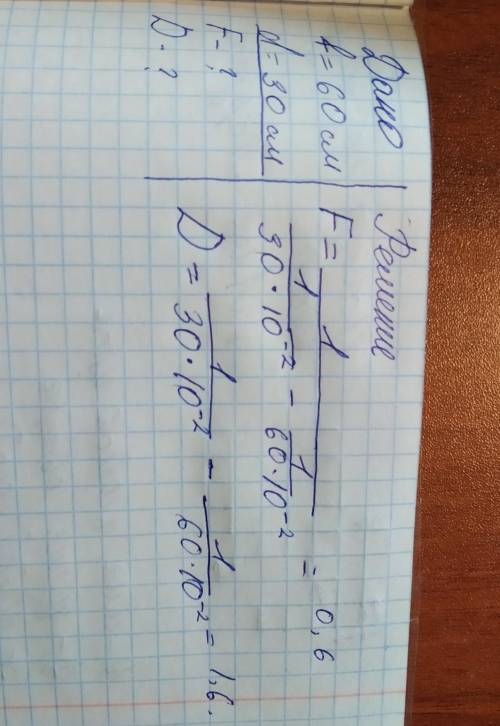 Дано
f = 60 см
d = 30 см
F - ?
D - ?
Решение
F = 1 / (1 / 30 · 10⁻² - 1 / 60 · 10⁻²) = 0,6
D = 1 / 30 · 10⁻² - 1 / 60 · 10⁻² = 1,6.